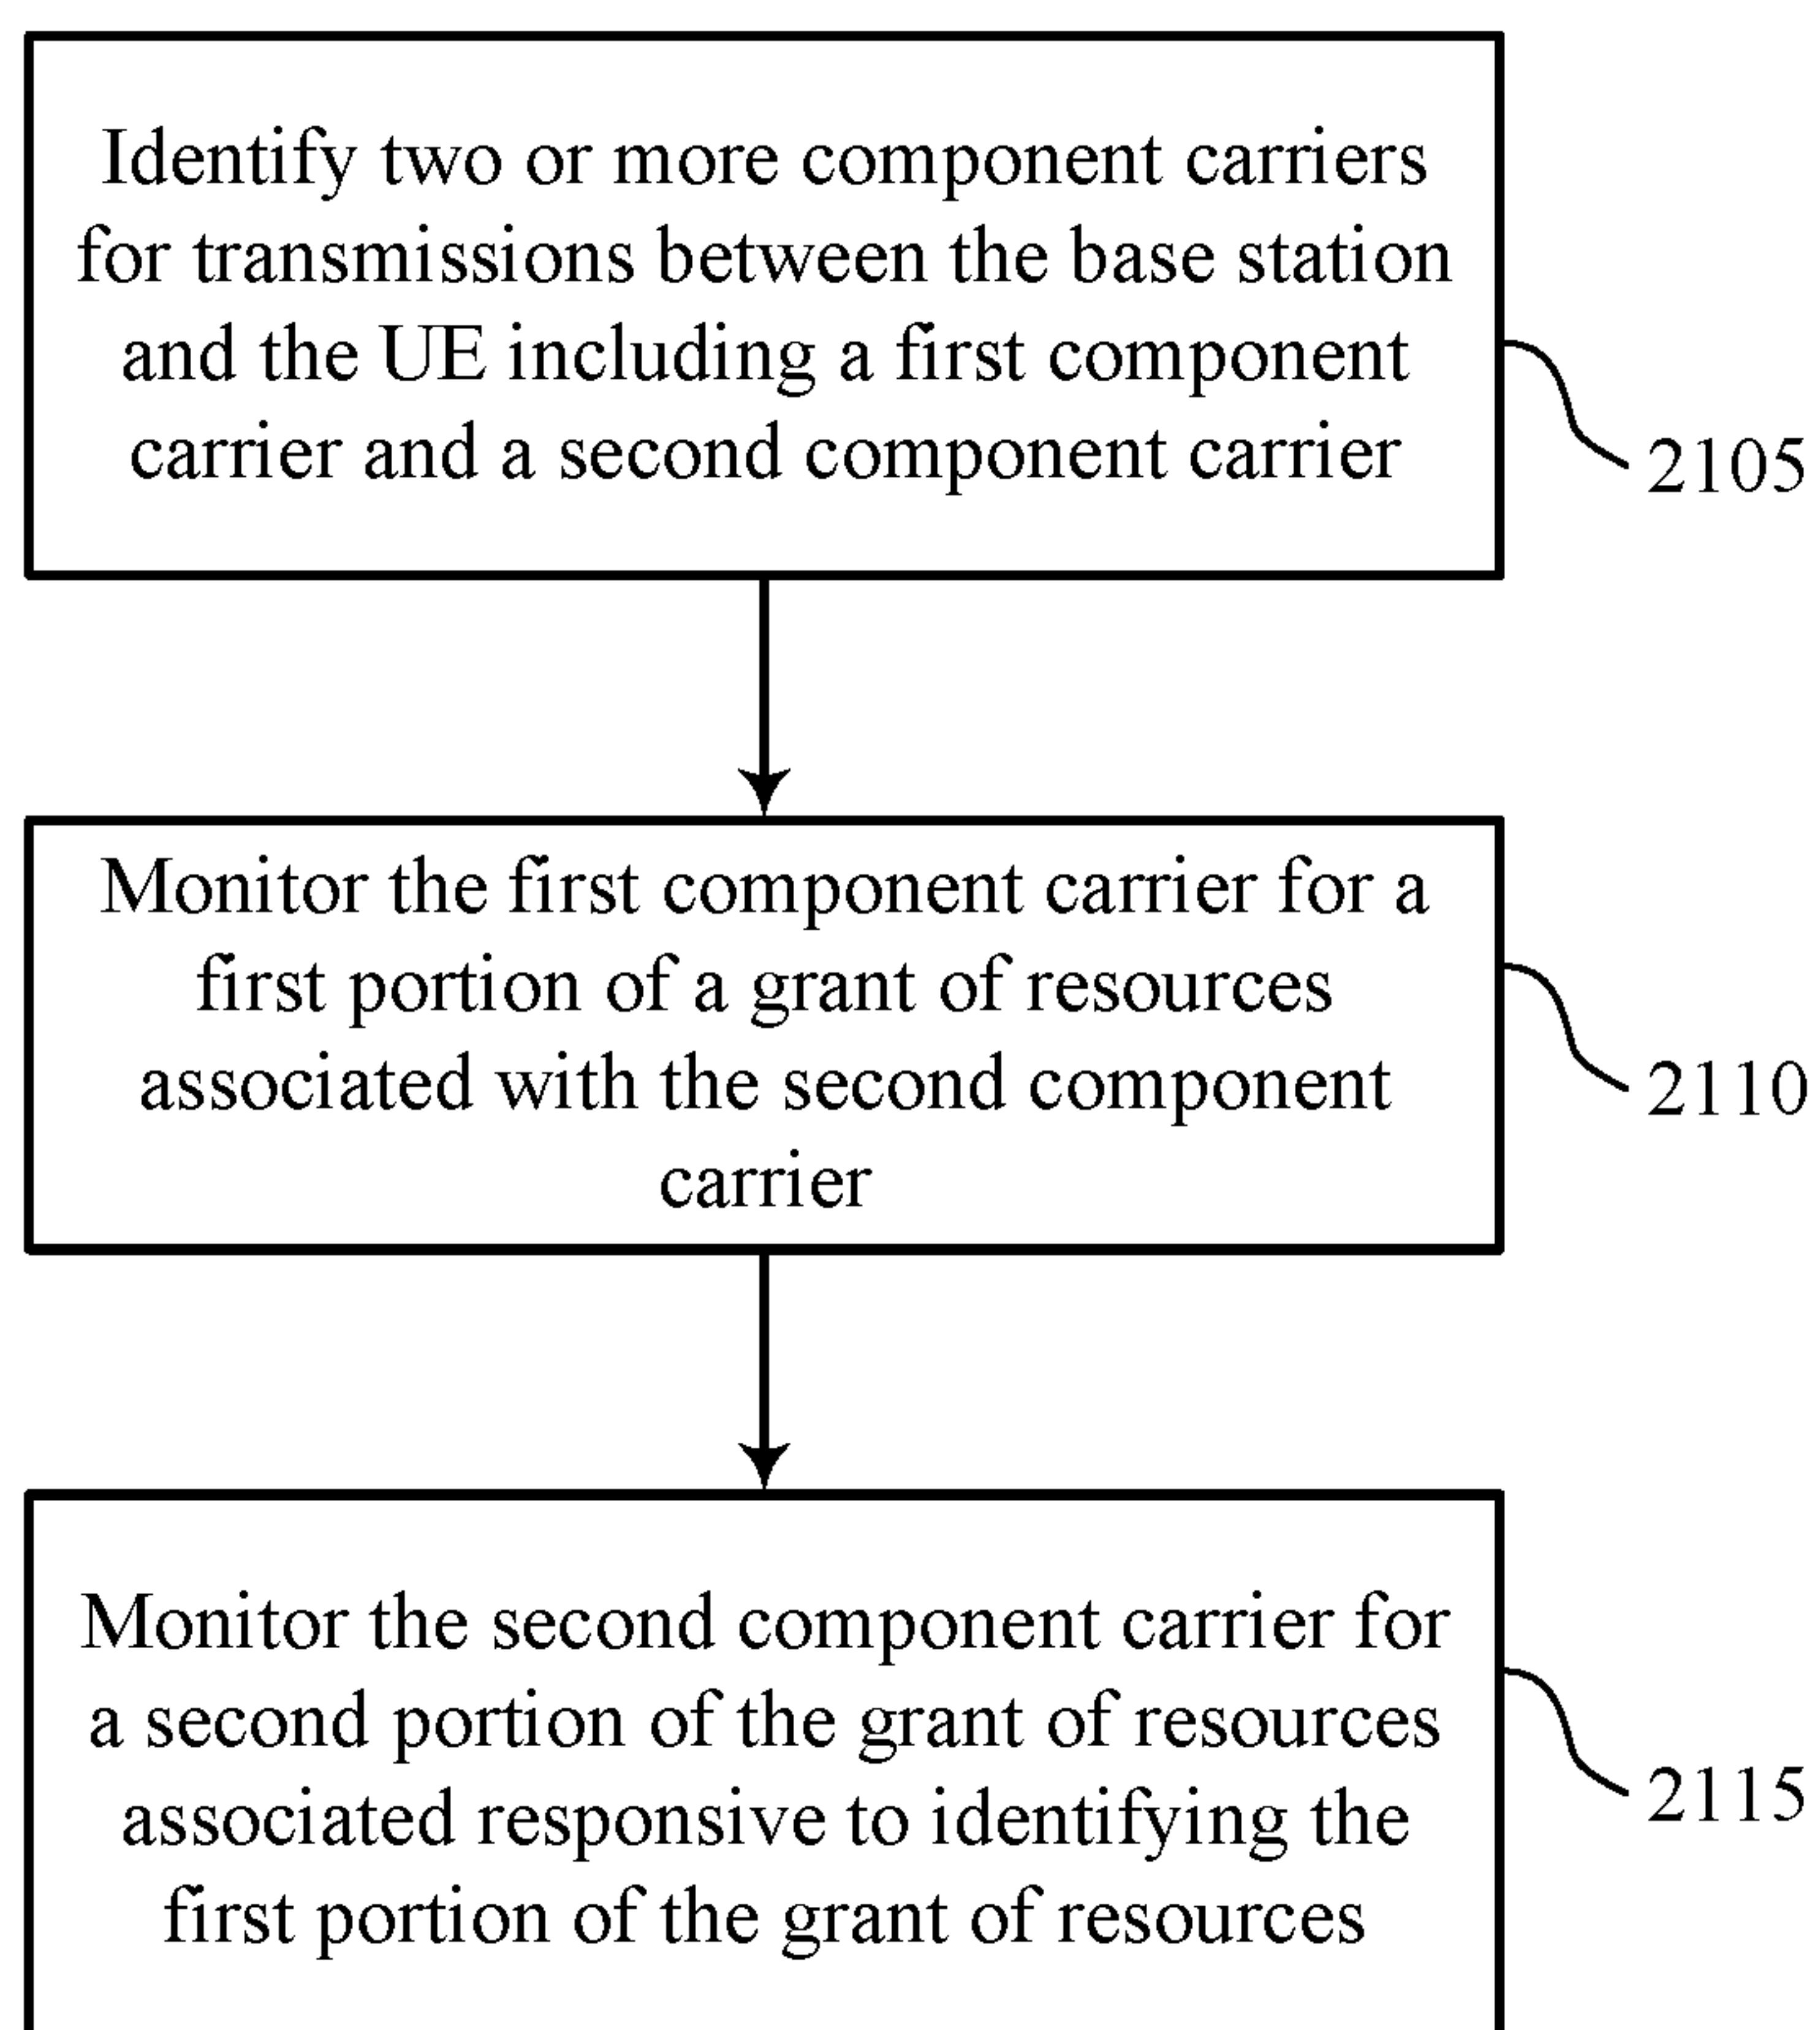 Identify two or more component carriers
for transmissions between the base station
and the UE including a first component
carrier and a second component carrier
2105
Monitor the first component carrier for a
first portion of a grant of resources
associated with the second component
carrier
2110
Monitor the second component carrier for
a second portion of the grant of resources
associated responsive to identifying the
first portion of the grant of resources
2115